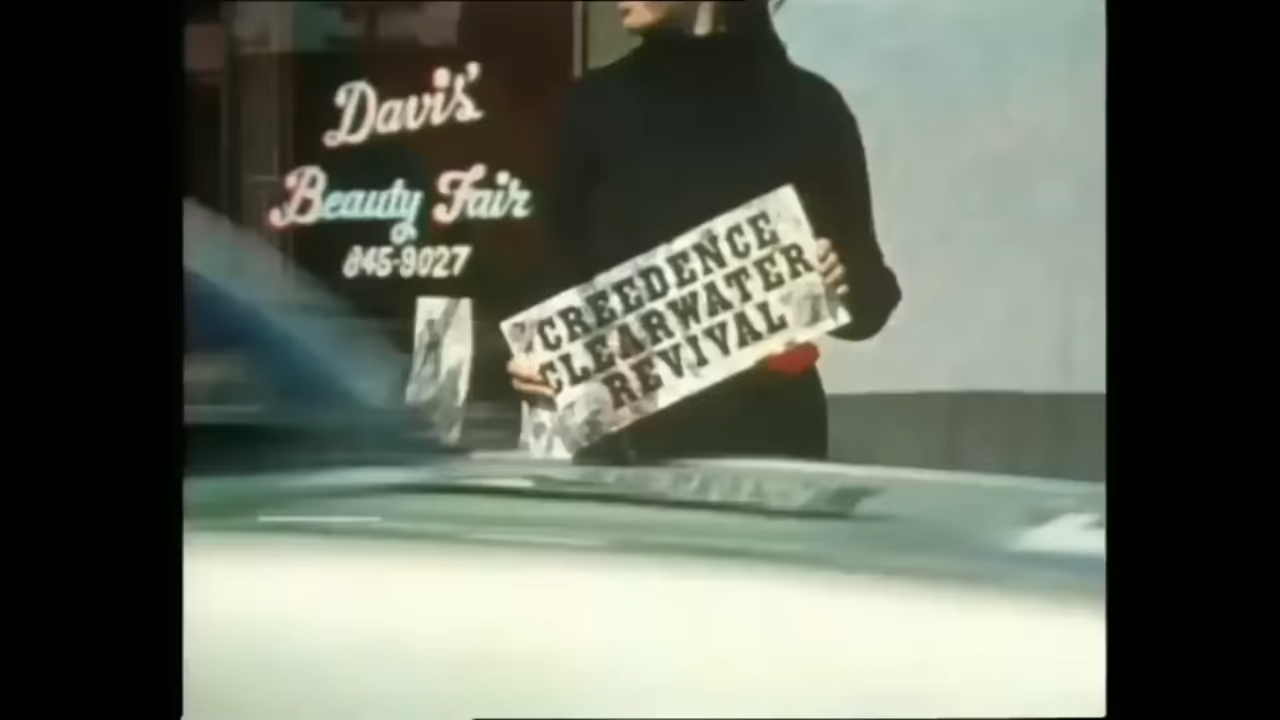 Davis'
Beauty Fair
845-9027
CREEDENCE
CLEARWATER
REVIVAL